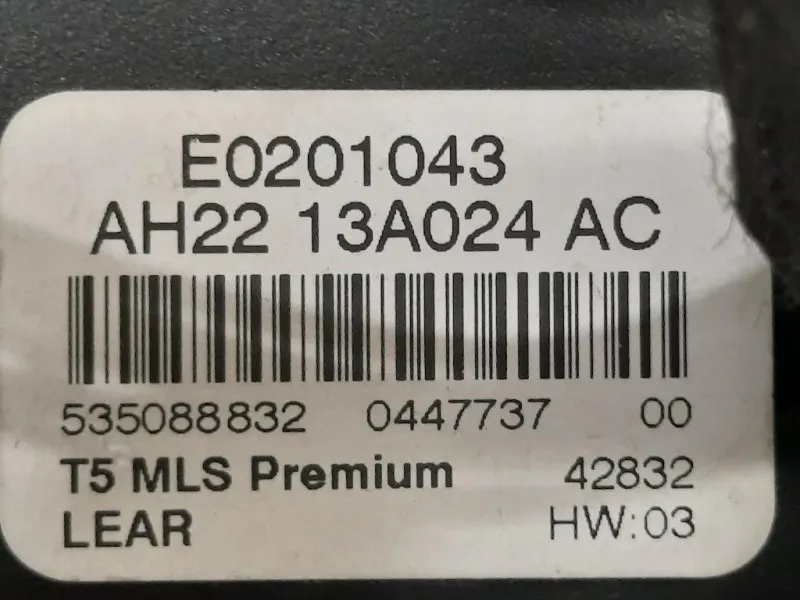 E0201043
AH22 13A024 AC
535088832 0447737 00
T5 MLS Premium 42832
LEAR HW:03